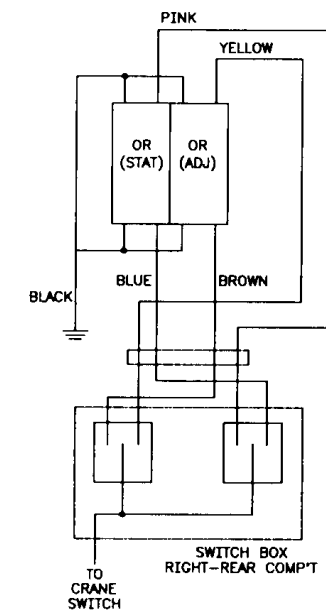 PINK
YELLOW
OR
(STAT)
OR
(ADJ)
BLUE
BROWN
BLACK
SWITCH BOX
RIGHT-REAR COMP'T
TO
CRANE
SWITCH